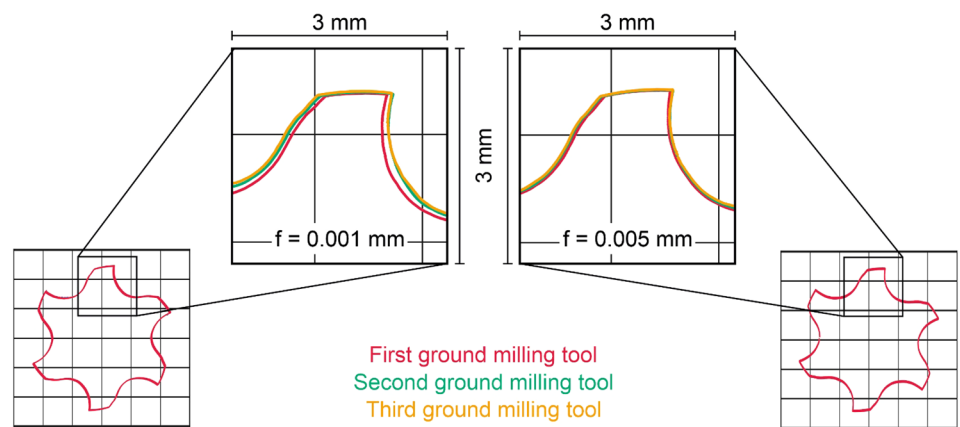 3 mm
3 mm
3 mm
f = 0.001 mm
f = 0.005 mm
First ground milling tool
Second ground milling tool
Third ground milling tool